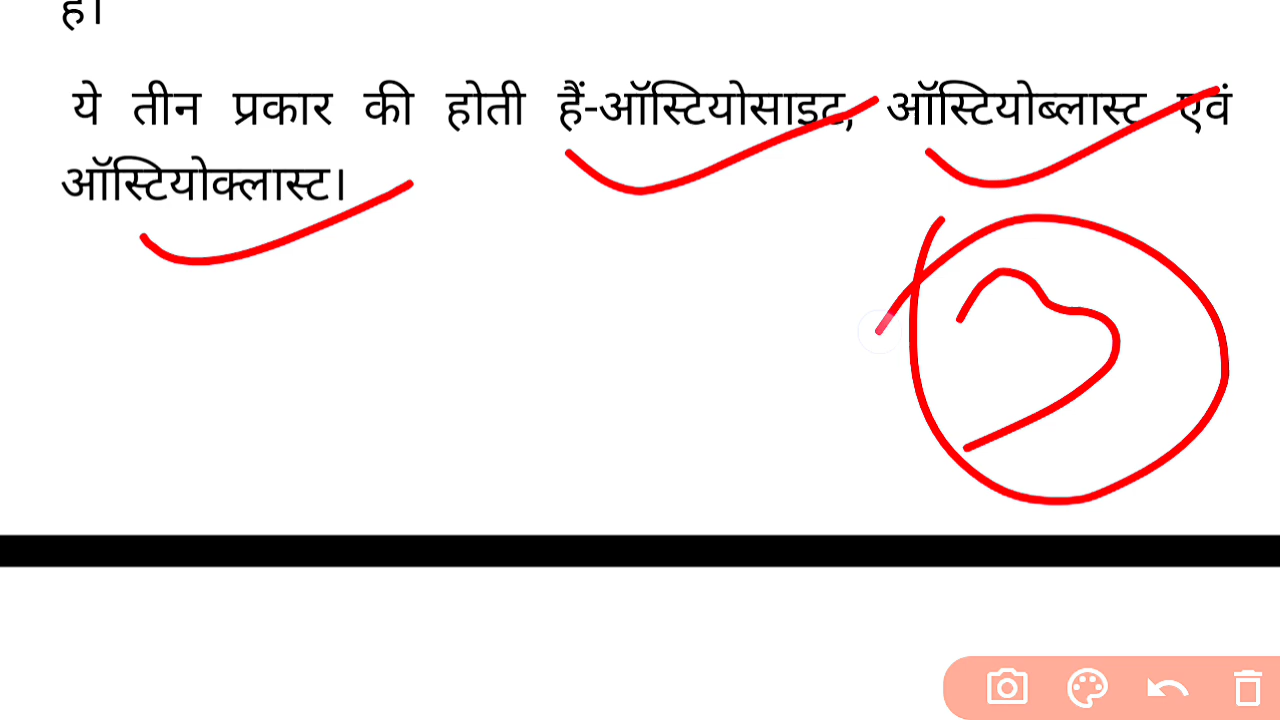 है।
ये तीन प्रकार की होती हैं-ऑस्टियोसाइट, ऑस्टियोब्लास्ट एवं
ऑस्टियोक्लास्ट।